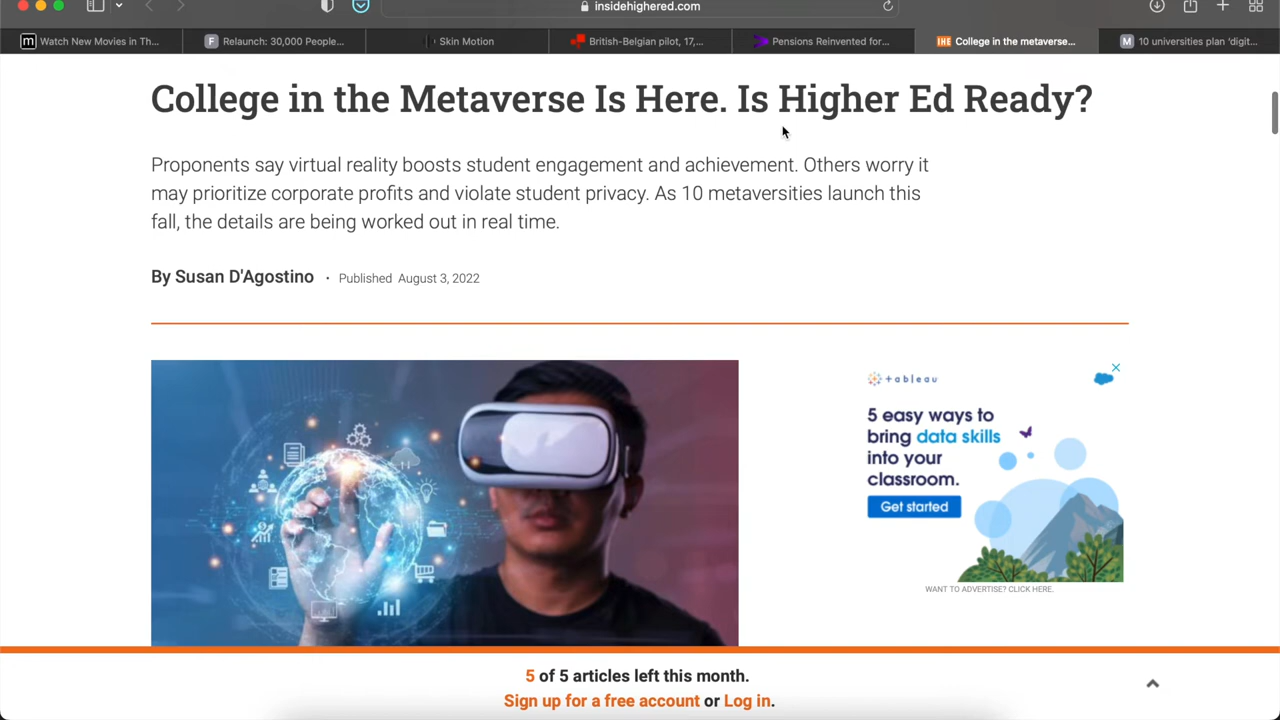 insidehighered.com
Watch New Movies in Th...
Relaunch: 30,000 People...
Skin Motion
British-Belgian pilot, 17,...
Pensions Reinvented for...
IHE College in the metaverse...
10 universities plan 'digit...
College in the Metaverse Is Here. Is Higher Ed Ready?
Proponents say virtual reality boosts student engagement and achievement. Others worry it
may prioritize corporate profits and violate student privacy. As 10 metaversities launch this
fall, the details are being worked out in real time.
By Susan D'Agostino • Published August 3, 2022
+ableau
5 easy ways to
bring data skills
into your
classroom.
Get started
WANT TO ADVERTISE? CLICK HERE.
5 of 5 articles left this month.
Sign up for a free account or Log in.